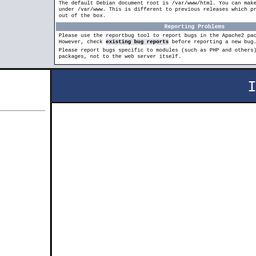 The default Debian document root is /var/www/html. You can make
under /var/www. This is different to previous releases which pr
out of the box.
Reporting Problems
Please use the reportbug tool to report bugs in the Apache2 pac
However, check existing bug reports before reporting a new bug.
Please report bugs specific to modules (such as PHP and others)
packages, not to the web server itself.
I